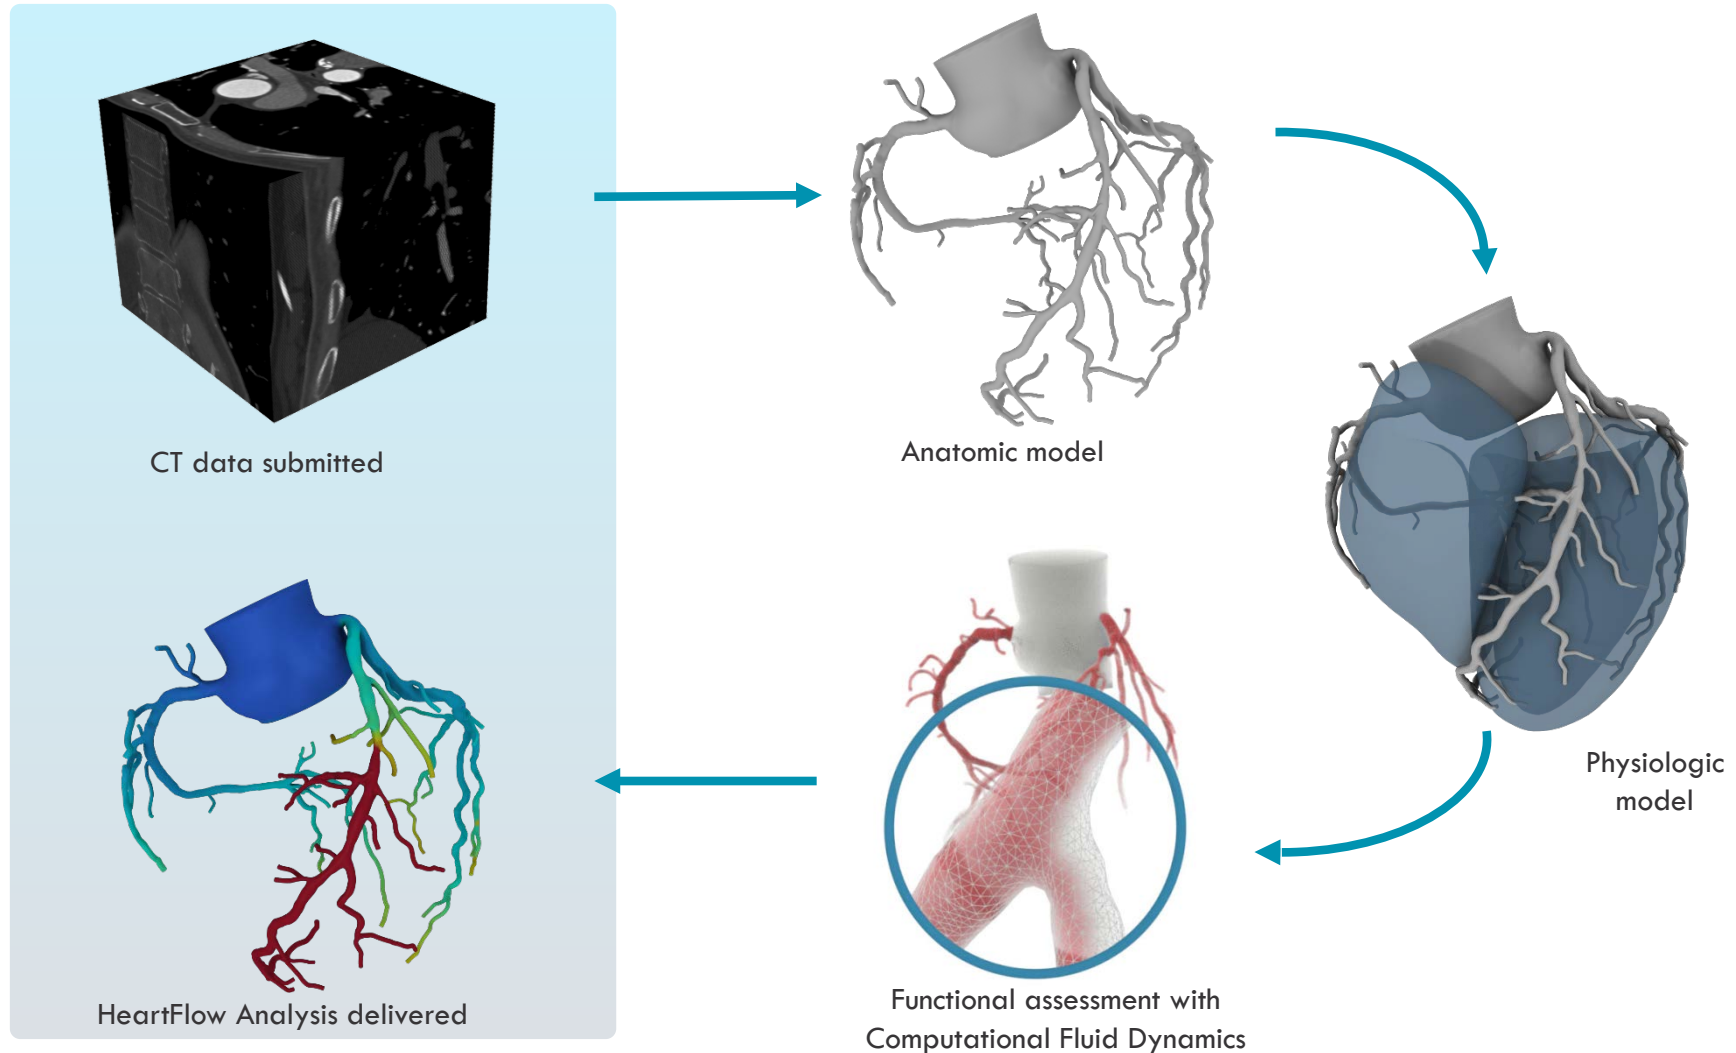 CT data submitted
Anatomic model
Physiologic
model
Functional assessment with
Computational Fluid Dynamics
HeartFlow Analysis delivered